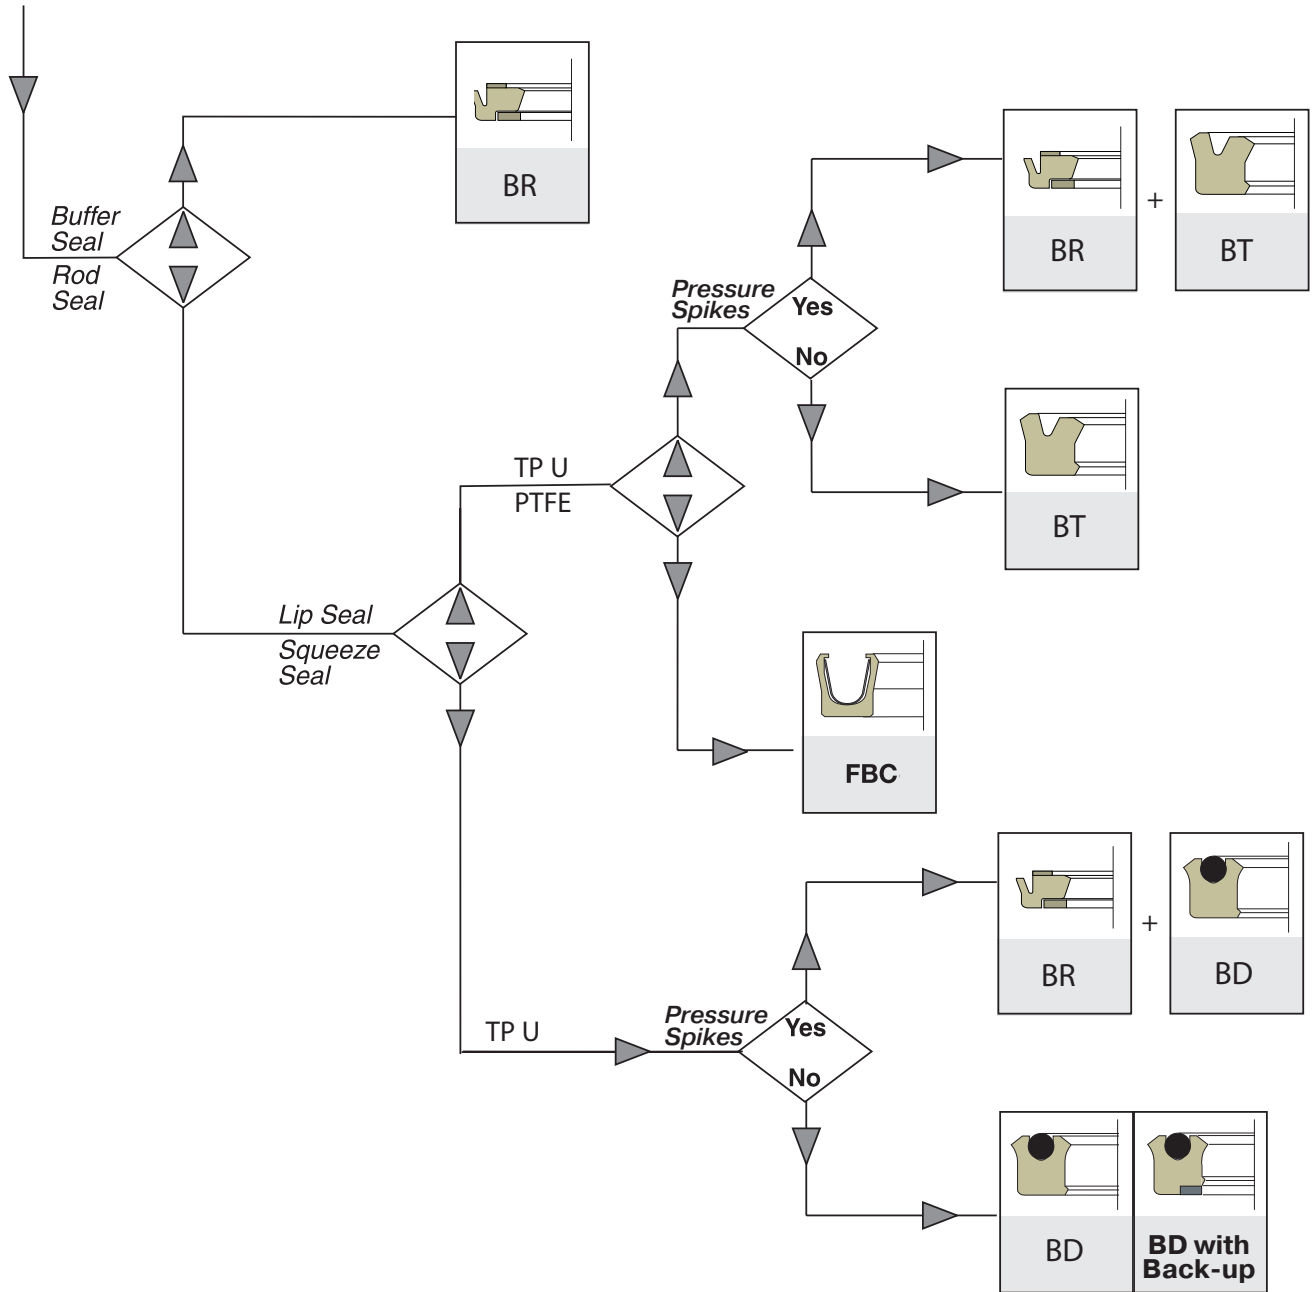 BR
Buffer
Seal
Rod
Seal
BR
+
BT
Pressure
Spikes
Yes
No
BT
TP U
PTFE
Lip Seal
Squeeze
Seal
FBC
BR
+
BD
TP U
Pressure
Spikes
Yes
No
BD
BD with
Back-up